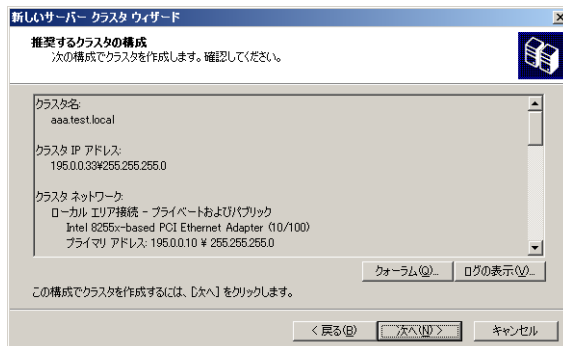 新しいサーバー クラスタ ウィザード
推奨するクラスタの構成
次の構成でクラスタを作成します。確認してください。
クラスタ名:
aaa.test.local
クラスタ IP アドレス:
195.0.0.33¥255.255.255.0
クラスタ ネットワーク:
ローカル エリア接続 - プライベートおよびパブリック
Intel 8255x-based PCI Ethernet Adapter (10/100)
プライマリ アドレス: 195.0.0.10 ¥ 255.255.255.0
クォーラム(Q)... ログの表示(V)...
この構成でクラスタを作成するには、[次へ] をクリックします。
< 戻る(B) 次へ(N) > キャンセル